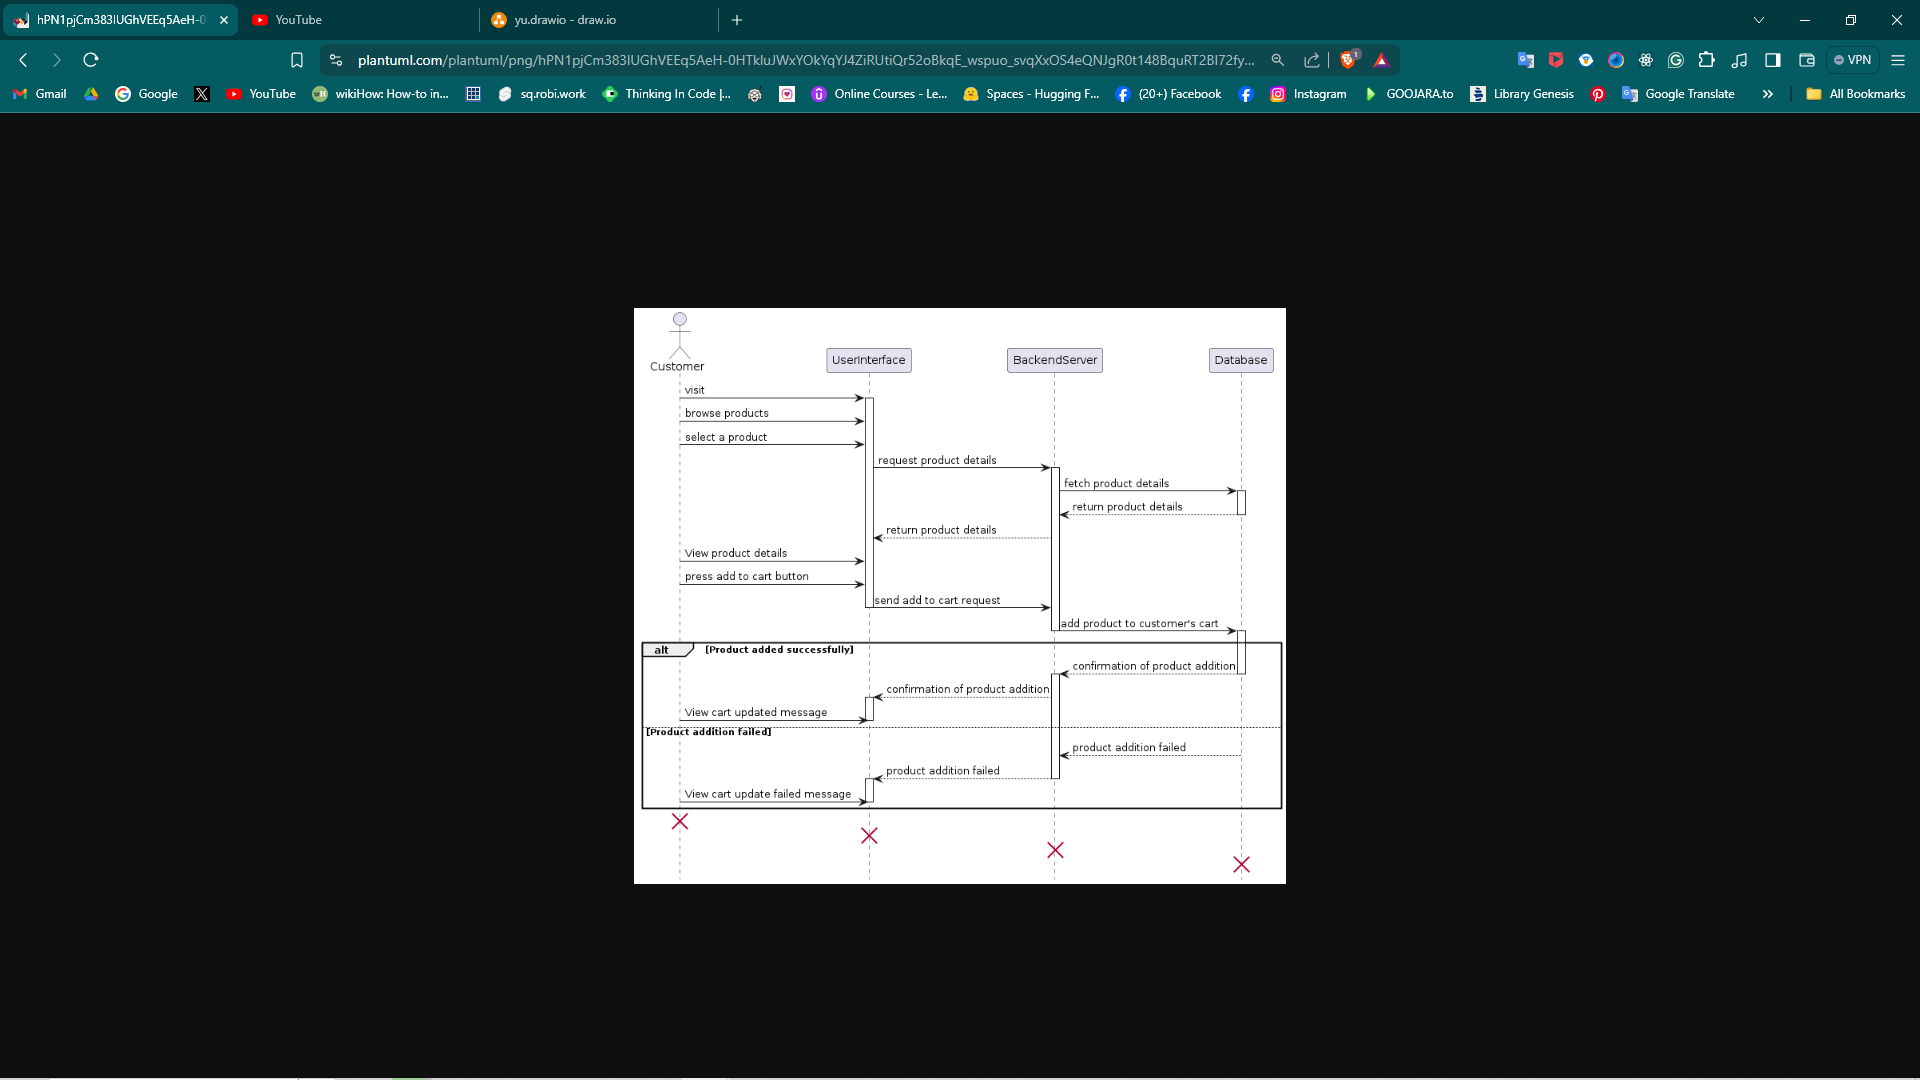 hPN1pjCm383lUGhVEEq5AeH-0
YouTube
yu.drawio - draw.io
plantuml.com/plantuml/png/hPN1pjCm383lUGhVEEq5AeH-0HTkluJWxYOkYqYJ4ZiRUtiQr52oBkqE_wspuo_svqXxOS4eQNJgR0t148BquRT2Bl72fy...
1
VPN
Gmail
Google
YouTube
wikiHow: How-to in...
sq.robi.work
Thinking In Code |...
Online Courses - Le...
Spaces - Hugging F...
(20+) Facebook
Instagram
GOOJARA.to
Library Genesis
Google Translate
All Bookmarks
Customer
UserInterface
BackendServer
Database
visit
browse products
select a product
request product details
fetch product details
return product details
return product details
View product details
press add to cart button
send add to cart request
add product to customer's cart
alt
[Product added successfully]
confirmation of product addition
confirmation of product addition
View cart updated message
[Product addition failed]
product addition failed
product addition failed
View cart update failed message